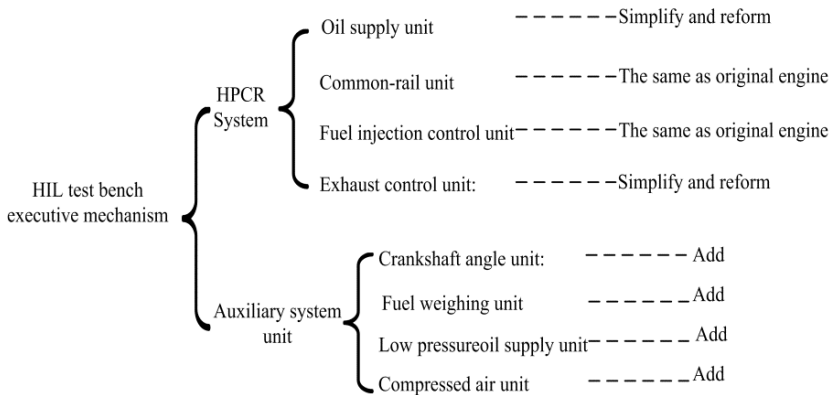 Oil supply unit Simplify and reform
Common-rail unit The same as original engine
HPCR
System
Fuel injection control unit The same as original engine
Exhaust control unit: Simplify and reform
HIL test bench
executive mechanism
Crankshaft angle unit: Add
Fuel weighing unit Add
Auxiliary system
unit
Low pressureoil supply unit Add
Compressed air unit Add